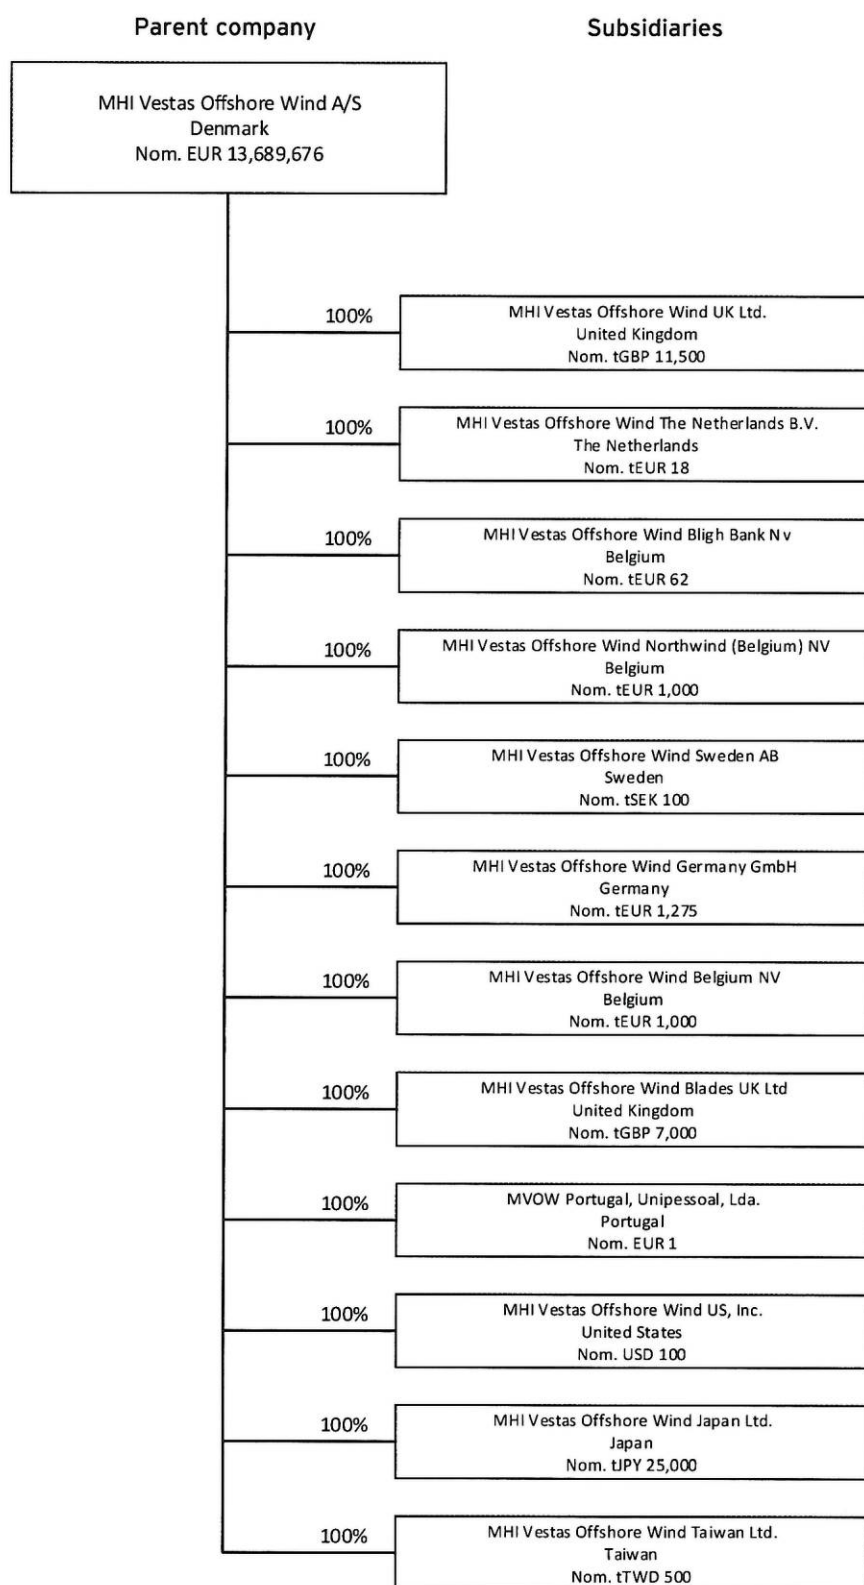 Parent company
Subsidiaries
MHI Vestas Offshore Wind A/S
Denmark
Nom. EUR 13,689,676
100%
MHI Vestas Offshore Wind UK Ltd.
United Kingdom
Nom. tGBP 11,500
100%
MHI Vestas Offshore Wind The Netherlands B.V.
The Netherlands
Nom. tEUR 18
100%
MHI Vestas Offshore Wind Bligh Bank Nv
Belgium
Nom. tEUR 62
100%
MHI Vestas Offshore Wind Northwind (Belgium) NV
Belgium
Nom. tEUR 1,000
100%
MHI Vestas Offshore Wind Sweden AB
Sweden
Nom. tSEK 100
100%
MHI Vestas Offshore Wind Germany GmbH
Germany
Nom. tEUR 1,275
100%
MHI Vestas Offshore Wind Belgium NV
Belgium
Nom. tEUR 1,000
100%
MHI Vestas Offshore Wind Blades UK Ltd
United Kingdom
Nom. tGBP 7,000
100%
MVOW Portugal, Unipessoal, Lda.
Portugal
Nom. EUR 1
100%
MHI Vestas Offshore Wind US, Inc.
United States
Nom. USD 100
100%
MHI Vestas Offshore Wind Japan Ltd.
Japan
Nom. tJPY 25,000
100%
MHI Vestas Offshore Wind Taiwan Ltd.
Taiwan
Nom. tTWD 500